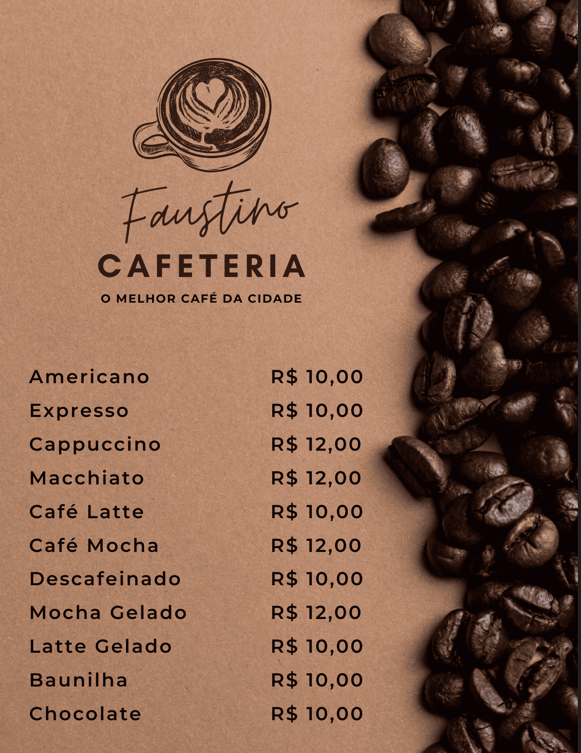 Faustino
CAFETERIA
O MELHOR CAFÉ DA CIDADE
Americano R$ 10,00
Expresso R$ 10,00
Cappuccino R$ 12,00
Macchiato R$ 12,00
Café Latte R$ 10,00
Café Mocha R$ 12,00
Descafeinado R$ 10,00
Mocha Gelado R$ 12,00
Latte Gelado R$ 10,00
Baunilha R$ 10,00
Chocolate R$ 10,00